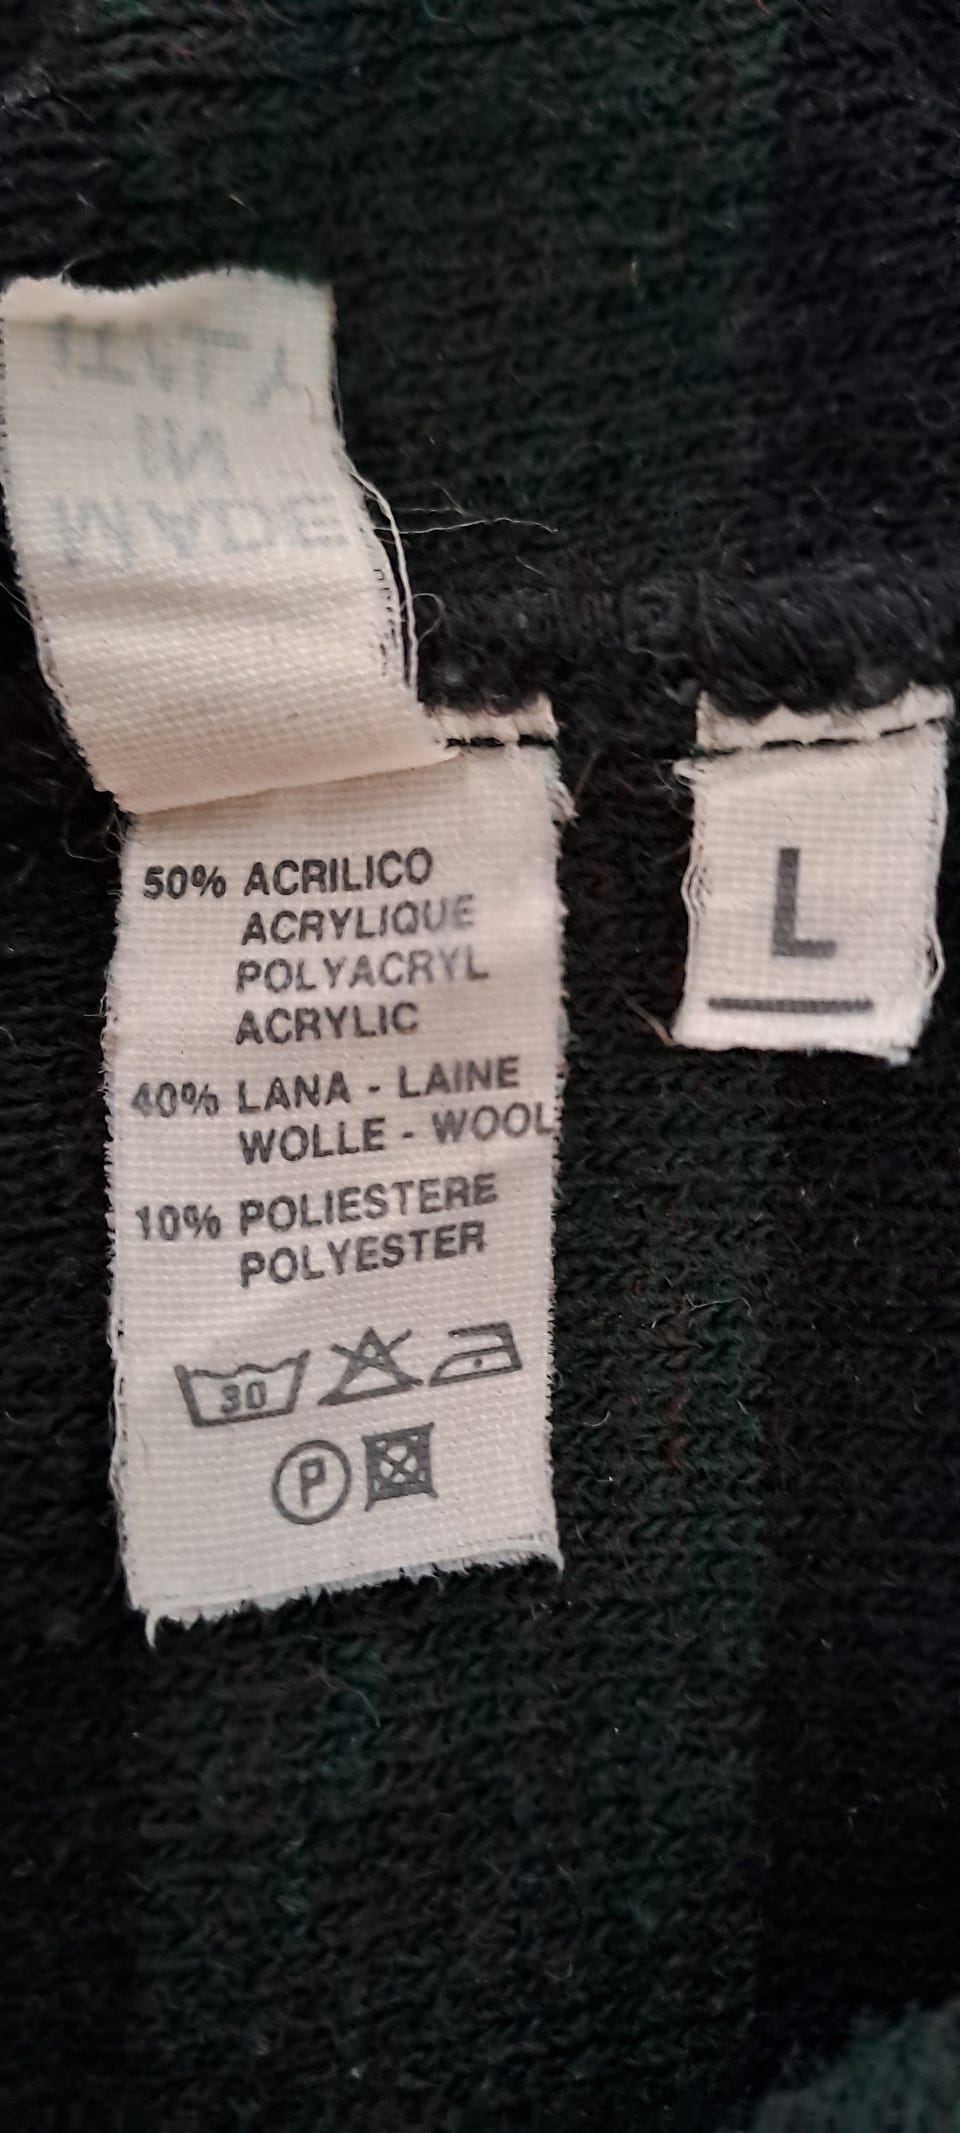 MADE
IN
ITALY
50% ACRILICO
ACRYLIQUE
POLYACRYL
ACRYLIC
40% LANA - LAINE
WOLLE - WOOL
10% POLIESTERE
POLYESTER
30
P
L